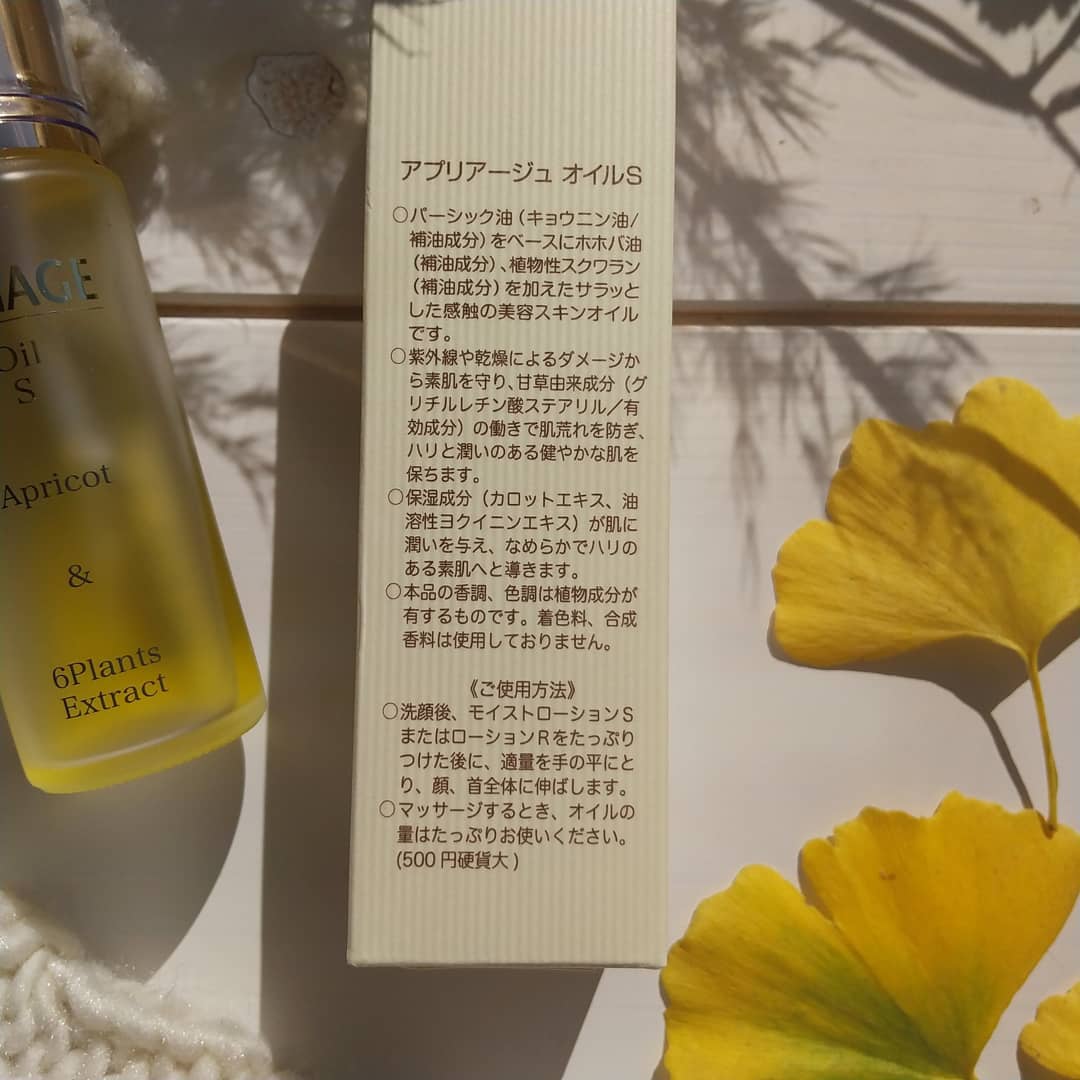 アプリアージュ オイルS
○パーシック油(キョウニン油/
補油成分)をベースにホホバ油
(補油成分)、植物性スクワラン
(補油成分)を加えたサラッと
した感触の美容スキンオイル
です。
○紫外線や乾燥によるダメージか
ら素肌を守り、甘草由来成分(グ
リチルレチン酸ステアリル/有
効成分)の働きで肌荒れを防ぎ、
ハリと潤いのある健やかな肌を
保ちます。
○保湿成分(カロットエキス、油
溶性ヨクイニンエキス)が肌に
潤いを与え、なめらかでハリの
ある素肌へと導きます。
○本品の香調、色調は植物成分が
有するものです。着色料、合成
香料は使用しておりません。
《ご使用方法》
○洗顔後、モイストローションS
またはローションRをたっぷり
つけた後に、適量を手の平にと
り、顔、首全体に伸ばします。
○マッサージするとき、オイルの
量はたっぷりお使いください。
(500円硬貨大)
Oil
S
Apricot
&
6Plants
Extract